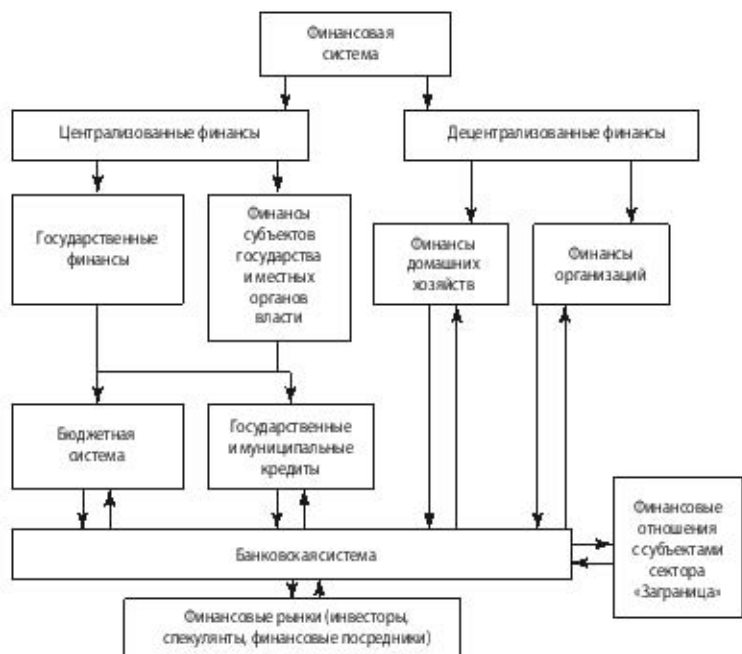 Финансовая
система
Централизованные финансы
Децентрализованные финансы
Государственные
финансы
Финансы
субъектов
государства
и местных
органов
власти
Финансы
домашних
хозяйств
Финансы
организаций
Бюджетная
система
Государственные
и муниципальные
кредиты
Финансовые
отношения
с субъектами
сектора
«Заграница»
Банковская система
Финансовые рынки (инвесторы,
спекулянты, финансовые посредники)